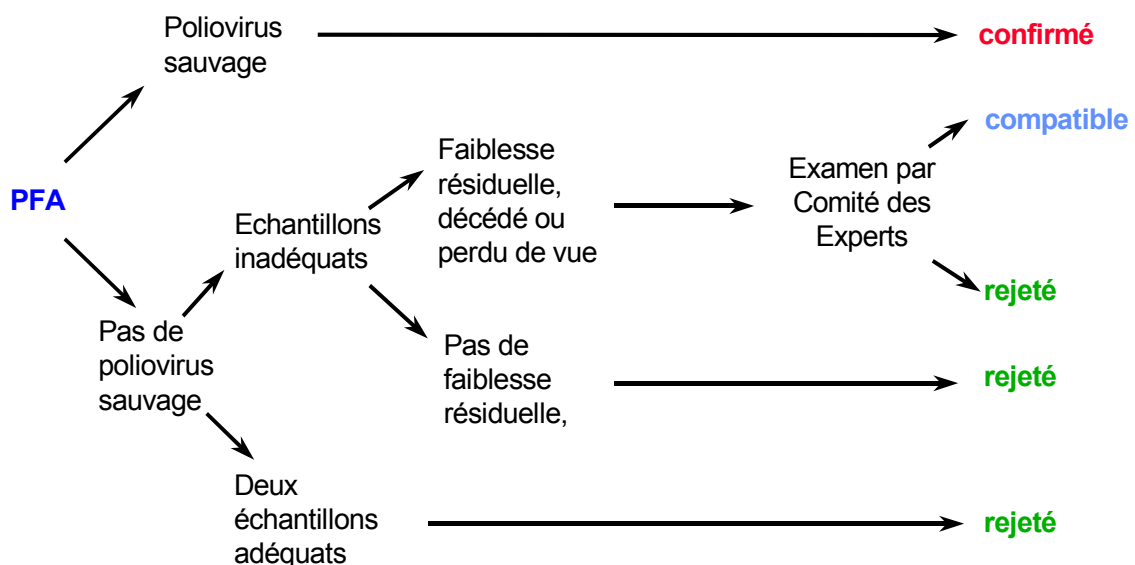 Poliovirus
sauvage
confirmé
compatible
PFA
Faiblesse
résiduelle,
décédé ou
perdu de vue
Examen par
Comité des
Experts
Echantillons
inadéquats
rejeté
Pas de
poliovirus
sauvage
Pas de
faiblesse
résiduelle,
rejeté
Deux
échantillons
adéquats
rejeté